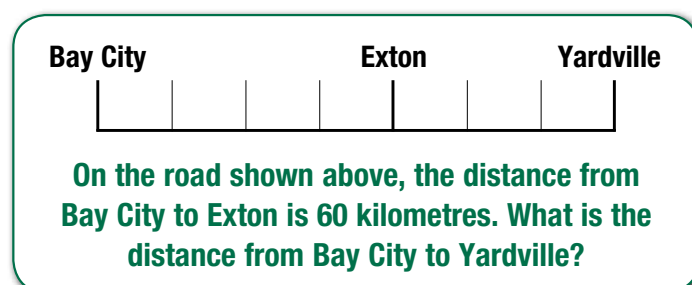 Bay City Exton Yardville
On the road shown above, the distance from
Bay City to Exton is 60 kilometres. What is the
distance from Bay City to Yardville?